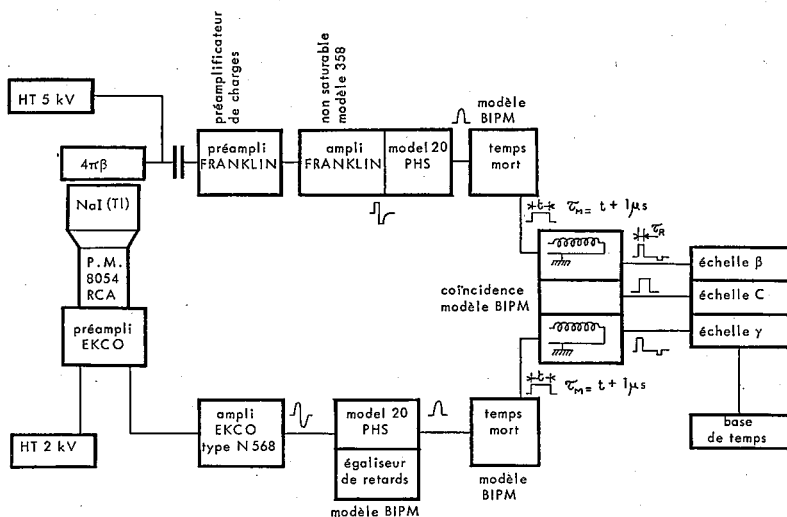 préamplificateur
de charges
non saturable
modèle 358
HT 5 kV
modèle
BIPM
4πβ
préampli
FRANKLIN
ampli
FRANKLIN
model 20
PHS
temps
mort
NaI (Tl)
t
τM = t + 1μs
τR
P. M.
8054
RCA
échelle β
coïncidence
modèle BIPM
échelle C
préampli
EKCO
échelle γ
t
τM = t + 1μs
HT 2 kV
ampli
EKCO
type N 568
model 20
PHS
temps
mort
base
de temps
égaliseur
de retards
modèle
BIPM
modèle BIPM